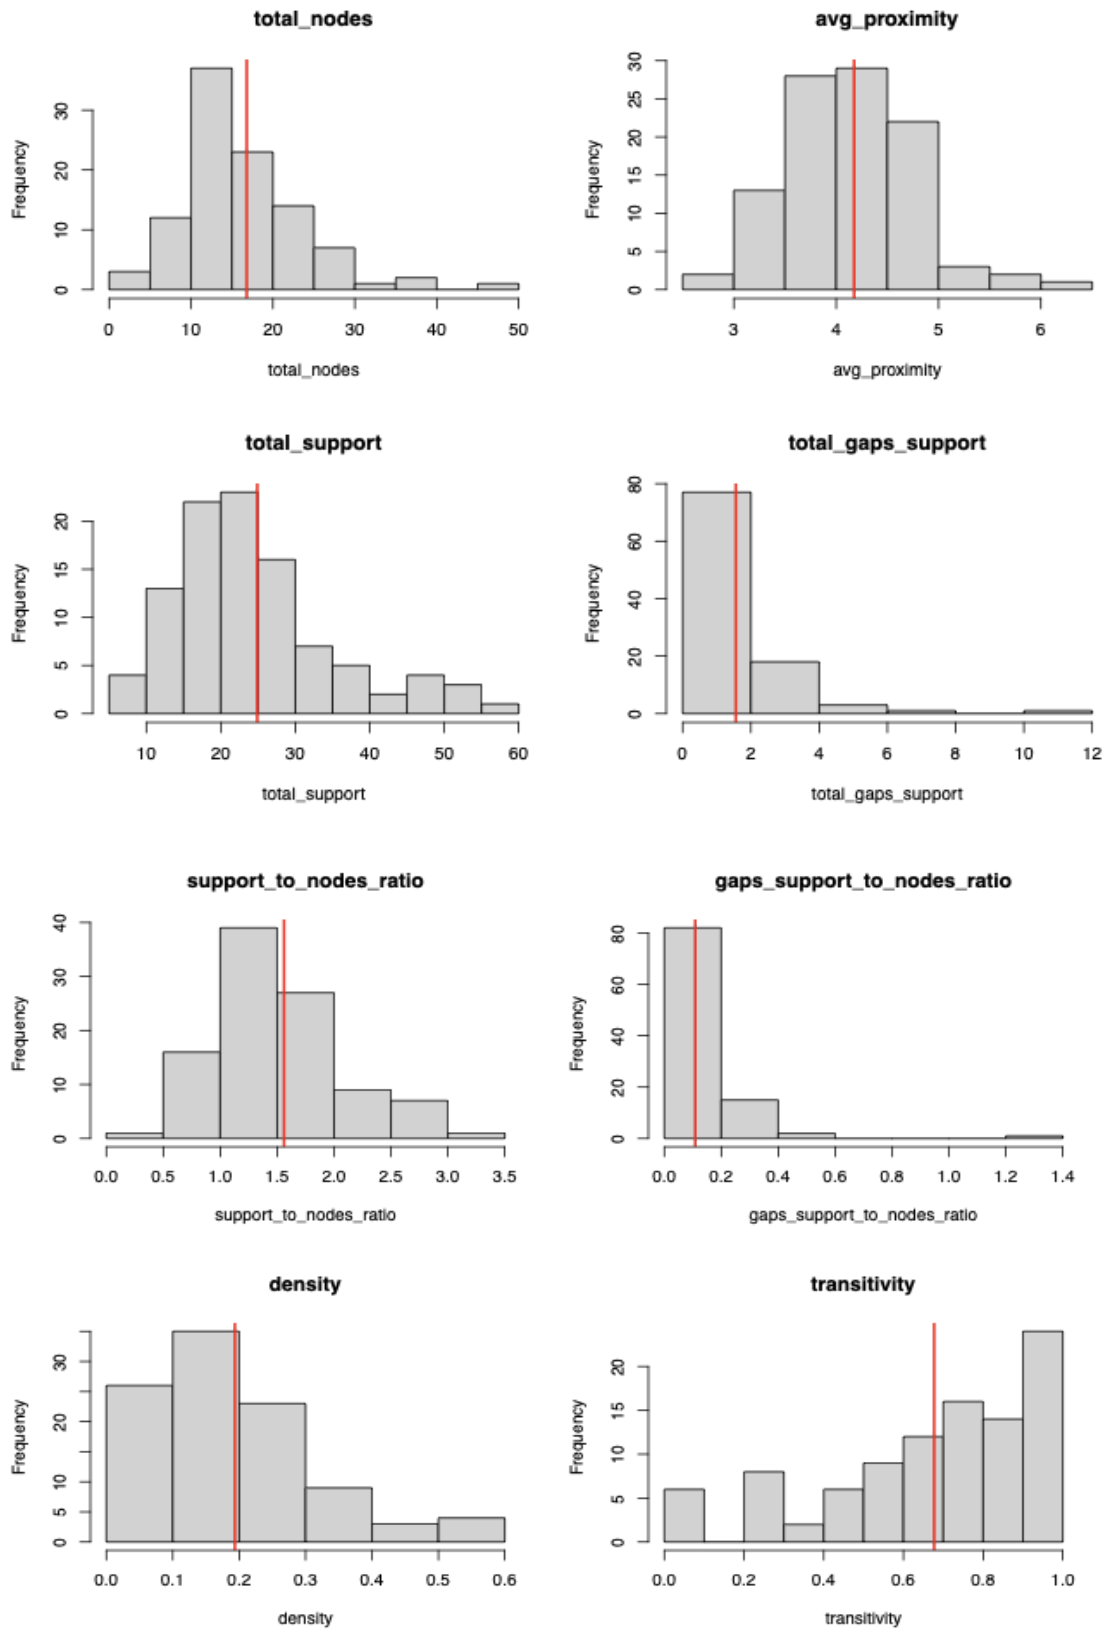 total_nodes
Frequency
0 10 20 30
0 10 20 30 40 50
total_nodes
avg_proximity
Frequency
0 5 10 15 20 25 30
3 4 5 6
avg_proximity
total_support
Frequency
0 5 10 15 20
10 20 30 40 50 60
total_support
total_gaps_support
Frequency
0 20 40 60 80
0 2 4 6 8 10 12
total_gaps_support
support_to_nodes_ratio
Frequency
0 10 20 30 40
0.0 0.5 1.0 1.5 2.0 2.5 3.0 3.5
support_to_nodes_ratio
gaps_support_to_nodes_ratio
Frequency
0 20 40 60 80
0.0 0.2 0.4 0.6 0.8 1.0 1.2 1.4
gaps_support_to_nodes_ratio
density
Frequency
0 5 10 20 30
0.0 0.1 0.2 0.3 0.4 0.5 0.6
density
transitivity
Frequency
0 5 10 15 20
0.0 0.2 0.4 0.6 0.8 1.0
transitivity